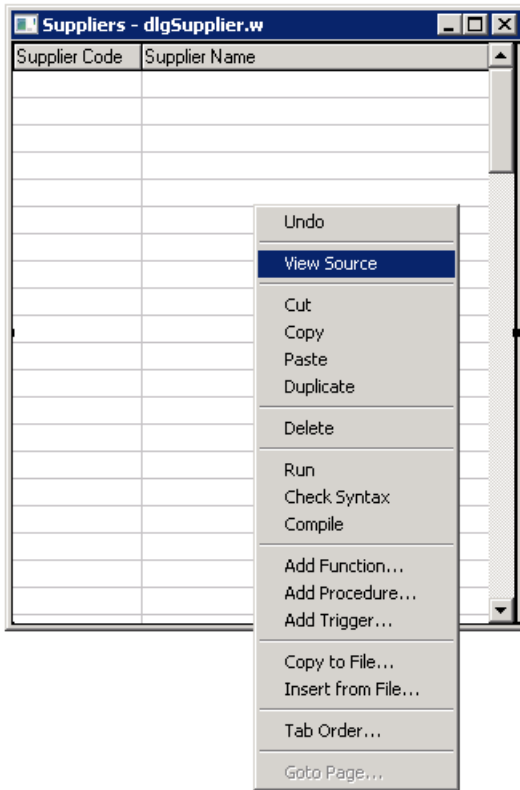 Suppliers - dlgSupplier.w
Supplier Code Supplier Name
Undo
View Source
Cut
Copy
Paste
Duplicate
Delete
Run
Check Syntax
Compile
Add Function...
Add Procedure...
Add Trigger...
Copy to File...
Insert from File...
Tab Order...
Goto Page...